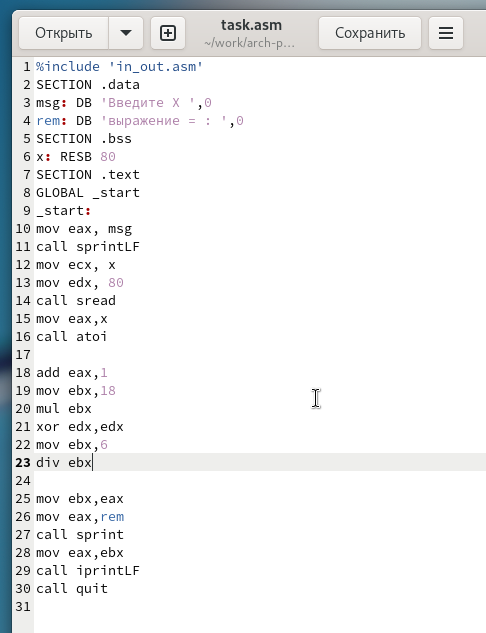 Открыть
task.asm
~/work/arch-p...
Сохранить
1 %include 'in_out.asm'
2 SECTION .data
3 msg: DB 'Введите X ',0
4 rem: DB 'выражение = : ',0
5 SECTION .bss
6 x: RESB 80
7 SECTION .text
8 GLOBAL _start
9 _start:
10 mov eax, msg
11 call sprintLF
12 mov ecx, x
13 mov edx, 80
14 call sread
15 mov eax,x
16 call atoi
17
18 add eax,1
19 mov ebx,18
20 mul ebx
21 xor edx,edx
22 mov ebx,6
23 div ebx
24
25 mov ebx,eax
26 mov eax,rem
27 call sprint
28 mov eax,ebx
29 call iprintLF
30 call quit
31